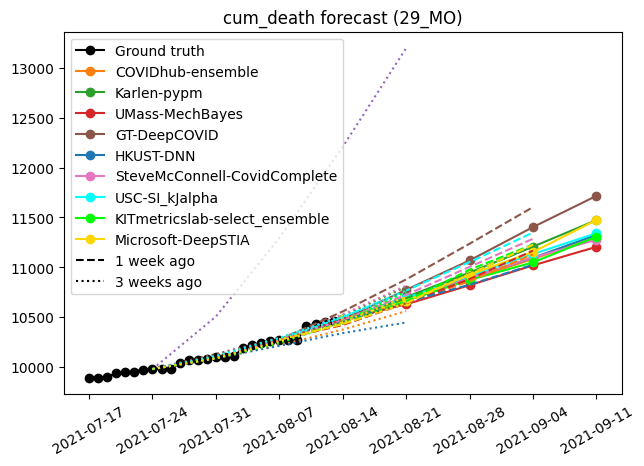 cum_death forecast (29_MO)
13000
12500
12000
11500
11000
10500
10000
Ground truth
COVIDhub-ensemble
Karlen-pypm
UMass-MechBayes
GT-DeepCOVID
HKUST-DNN
SteveMcConnell-CovidComplete
USC-SI_kJalpha
KITmetricslab-select_ensemble
Microsoft-DeepSTIA
1 week ago
3 weeks ago
2021-07-17
2021-07-24
2021-07-31
2021-08-07
2021-08-14
2021-08-21
2021-08-28
2021-09-04
2021-09-11